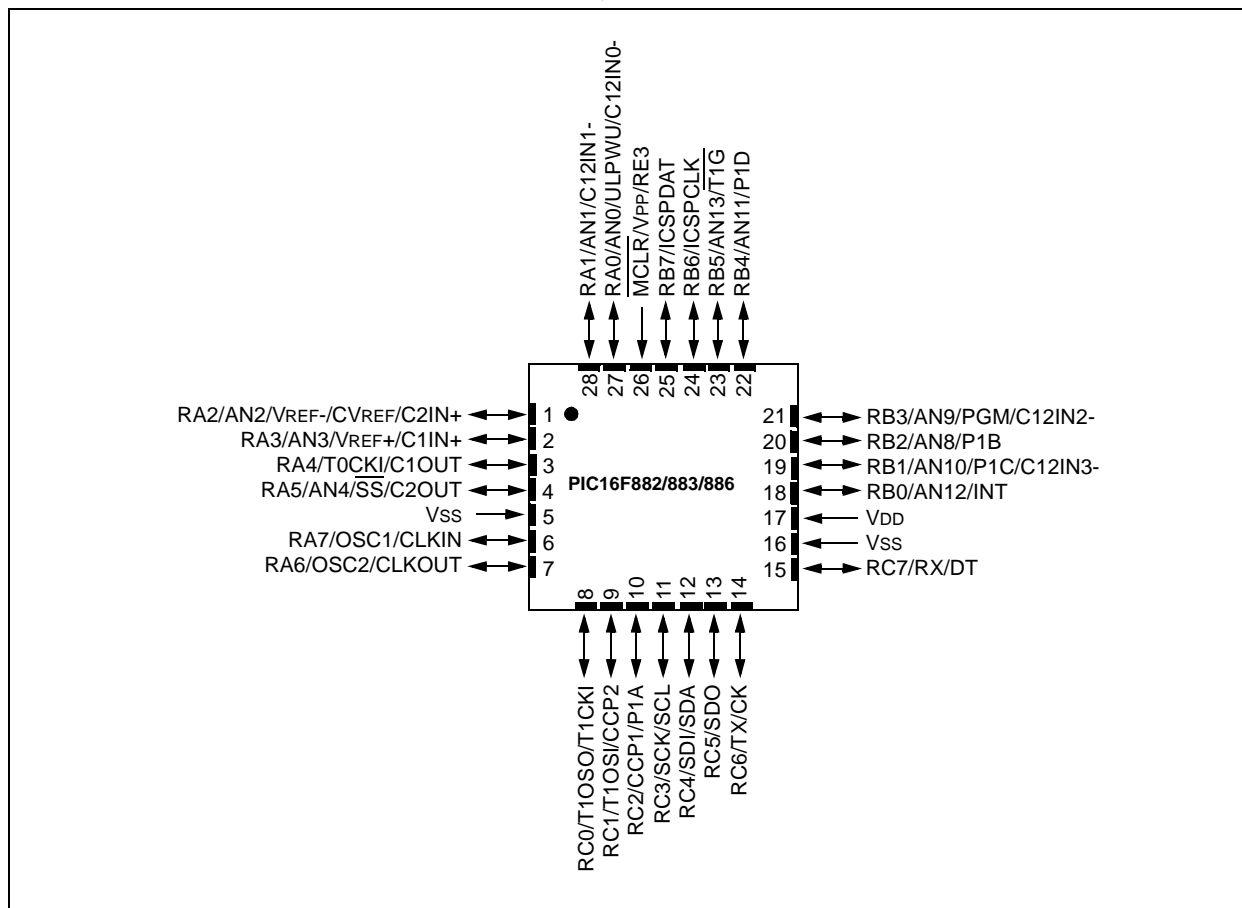 RA1/AN1/C12IN1-
RA0/AN0/ULPWU/C12IN0-
MCLR/VPP/RE3
RB7/ICSPDAT
RB6/ICSPCLK
RB5/AN13/T1G
RB4/AN11/P1D
28
27
26
25
24
23
22
RA2/AN2/VREF-/CVREF/C2IN+
RA3/AN3/VREF+/C1IN+
RA4/T0CKI/C1OUT
RA5/AN4/SS/C2OUT
VSS
RA7/OSC1/CLKIN
RA6/OSC2/CLKOUT
1
2
3
4
5
6
7
PIC16F882/883/886
21
20
19
18
17
16
15
RB3/AN9/PGM/C12IN2-
RB2/AN8/P1B
RB1/AN10/P1C/C12IN3-
RB0/AN12/INT
VDD
VSS
RC7/RX/DT
8
9
10
11
12
13
14
RC0/T1OSO/T1CKI
RC1/T1OSI/CCP2
RC2/CCP1/P1A
RC3/SCK/SCL
RC4/SDI/SDA
RC5/SDO
RC6/TX/CK